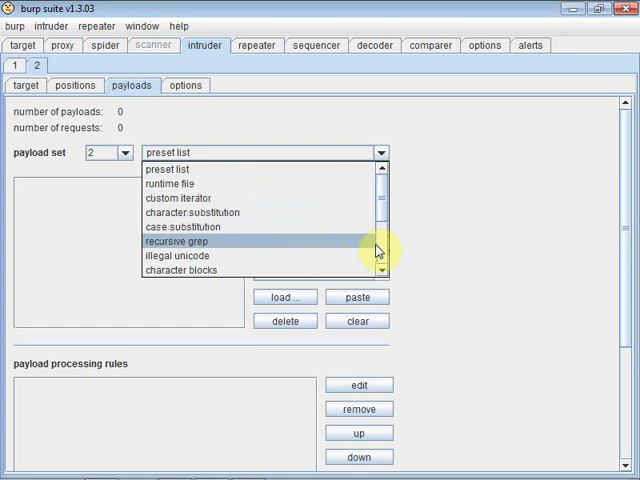 burp suite v1.3.03
burp intruder repeater window help
target proxy spider scanner intruder repeater sequencer decoder comparer options alerts
1 2
target positions payloads options
number of payloads: 0
number of requests: 0
payload set 2 preset list
preset list
runtime file
custom iterator
character substitution
case substitution
recursive grep
illegal unicode
character blocks
load ... paste
delete clear
payload processing rules
edit
remove
up
down